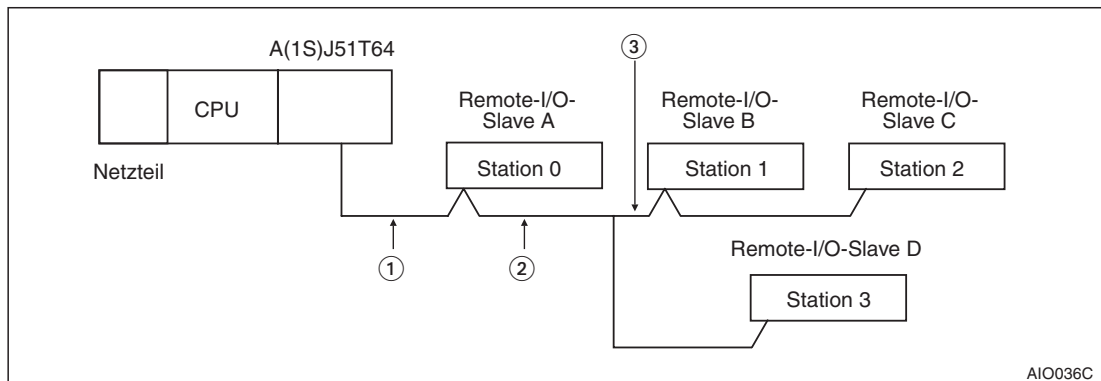 A(1S)J51T64
CPU
Netzteil
Remote-I/O-
Slave A
Station 0
③
Remote-I/O-
Slave B
Station 1
Remote-I/O-
Slave C
Station 2
①
②
Remote-I/O-Slave D
Station 3
AIO036C